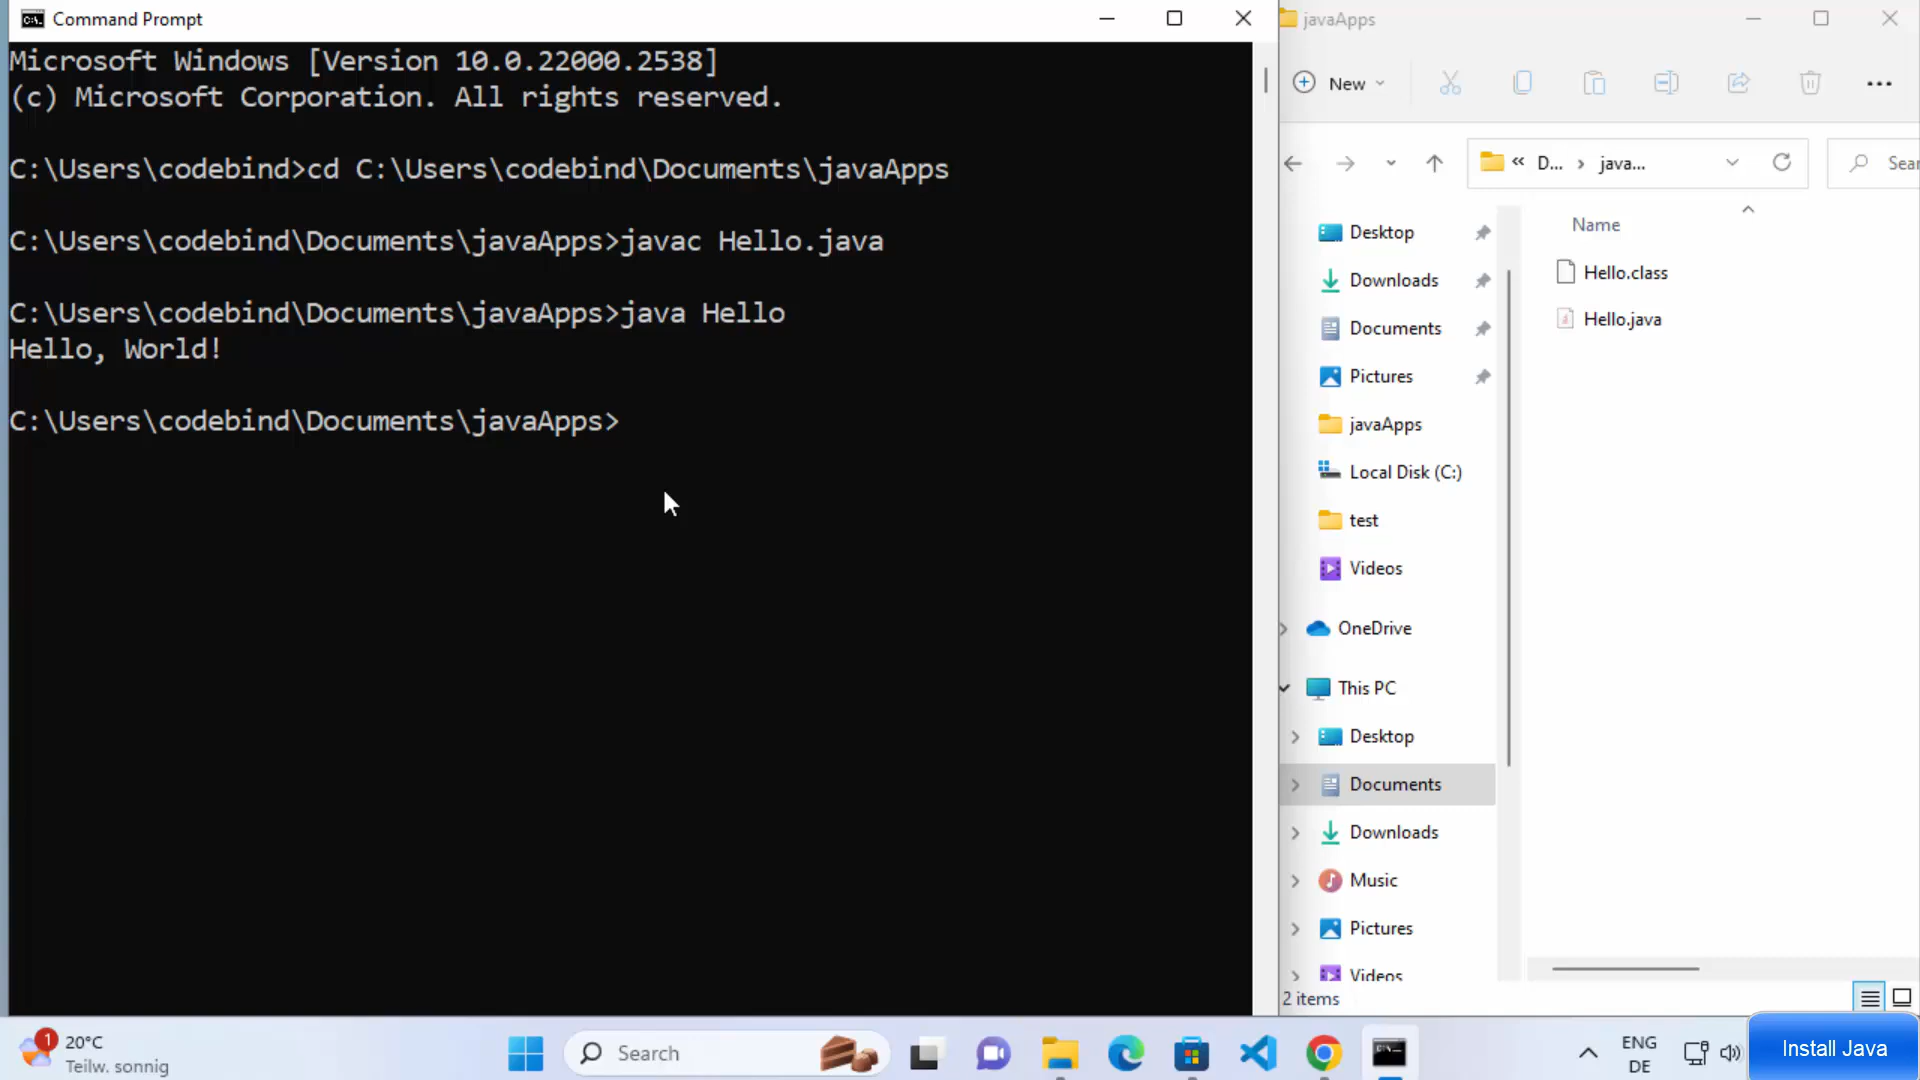 Command Prompt
Microsoft Windows [Version 10.0.22000.2538]
(c) Microsoft Corporation. All rights reserved.
C:\Users\codebind>cd C:\Users\codebind\Documents\javaApps
C:\Users\codebind\Documents\javaApps>javac Hello.java
C:\Users\codebind\Documents\javaApps>java Hello
Hello, World!
C:\Users\codebind\Documents\javaApps>
javaApps
New
« D... › java...
Sear
Name
Hello.class
Hello.java
Desktop
Downloads
Documents
Pictures
javaApps
Local Disk (C:)
test
Videos
OneDrive
This PC
Desktop
Documents
Downloads
Music
Pictures
Videos
2 items
1
20°C
Teilw. sonnig
Search
ENG
DE
Install Java